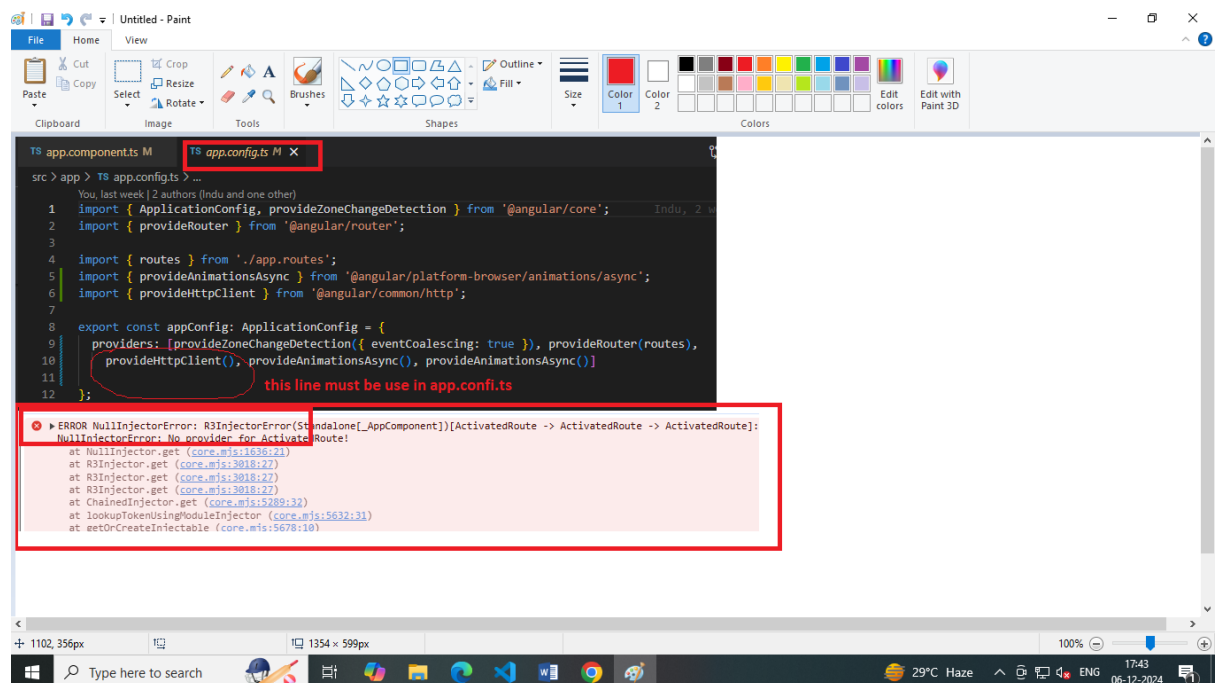 Untitled - Paint
File Home View
Paste
Cut
Copy
Clipboard
Select
Crop
Resize
Rotate
Image
A
Tools
Brushes
Outline
Fill
Shapes
Size
Color 1
Color 2
Colors
Edit colors
Edit with Paint 3D
TS app.component.ts M TS app.config.ts M X
src > app > TS app.config.ts > ...
You, last week | 2 authors (Indu and one other)
1 import { ApplicationConfig, provideZoneChangeDetection } from '@angular/core'; Indu, 2 w
2 import { provideRouter } from '@angular/router';
3
4 import { routes } from './app.routes';
5 import { provideAnimationsAsync } from '@angular/platform-browser/animations/async';
6 import { provideHttpClient } from '@angular/common/http';
7
8 export const appConfig: ApplicationConfig = {
9 providers: [provideZoneChangeDetection({ eventCoalescing: true }), provideRouter(routes),
10 provideHttpClient(), provideAnimationsAsync(), provideAnimationsAsync()]
11
this line must be use in app.confi.ts
12 };
ERROR NullInjectorError: R3InjectorError(Standalone[_AppComponent])[ActivatedRoute -> ActivatedRoute -> ActivatedRoute]:
NullInjectorError: No provider for ActivatedRoute!
at NullInjector.get (core.mjs:1636:21)
at R3Injector.get (core.mjs:3018:27)
at R3Injector.get (core.mjs:3018:27)
at R3Injector.get (core.mjs:3018:27)
at ChainedInjector.get (core.mjs:5289:32)
at lookupTokenUsingModuleInjector (core.mjs:5632:31)
at getOrCreateInjectable (core.mjs:5678:10)
1102, 356px 1354 × 599px 100%
Type here to search 29°C Haze ENG 17:43
06-12-2024